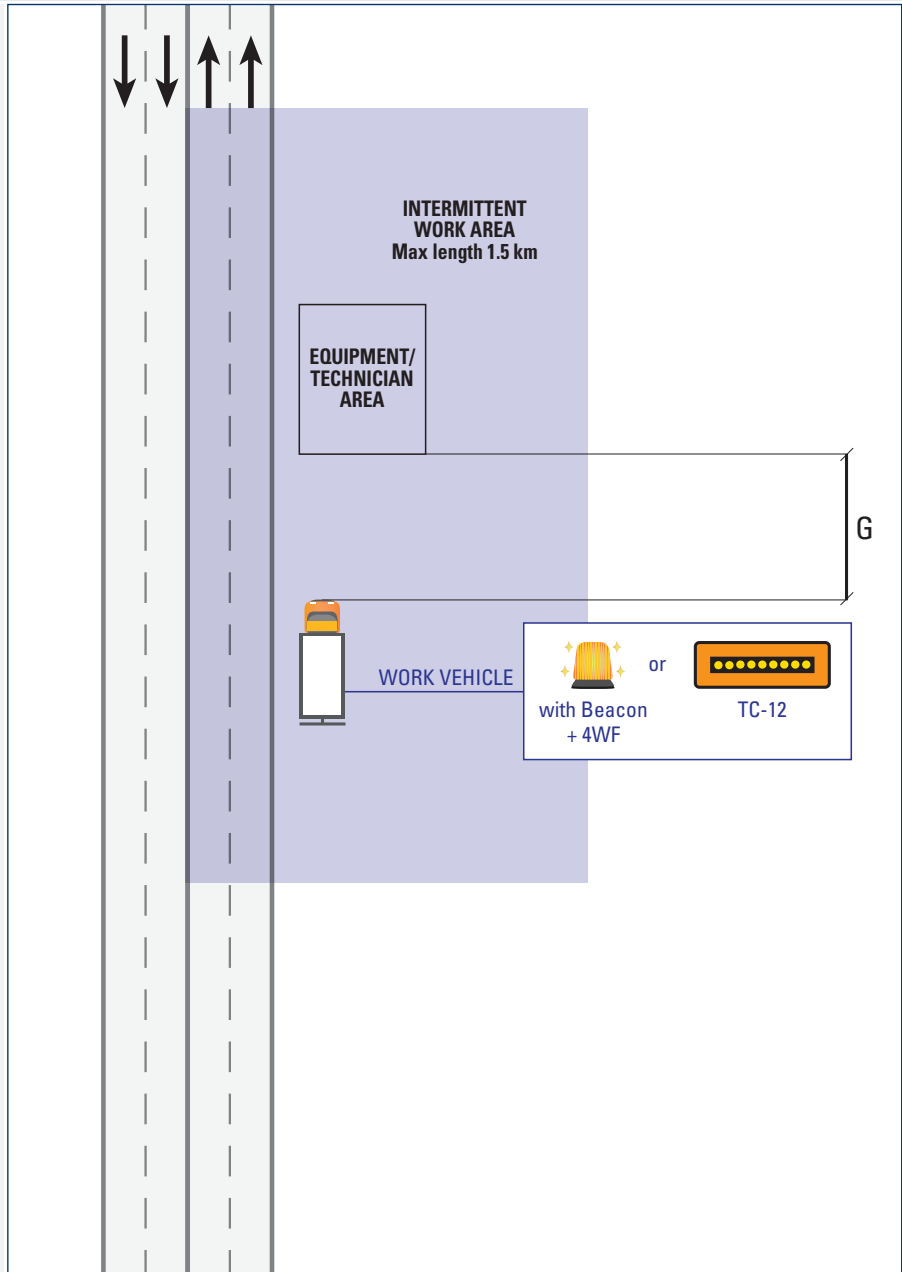 INTERMITTENT
WORK AREA
Max length 1.5 km
EQUIPMENT/
TECHNICIAN
AREA
G
WORK VEHICLE
or
with Beacon
+ 4WF
TC-12